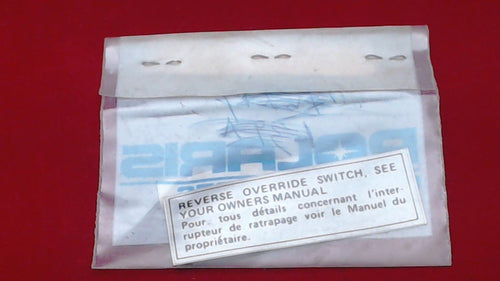 POLARIS
REVERSE OVERRIDE SWITCH, SEE
YOUR OWNERS MANUAL
Pour tous détails concernant l'inter-
rupteur de ratrapage voir le Manuel du
propriétaire.